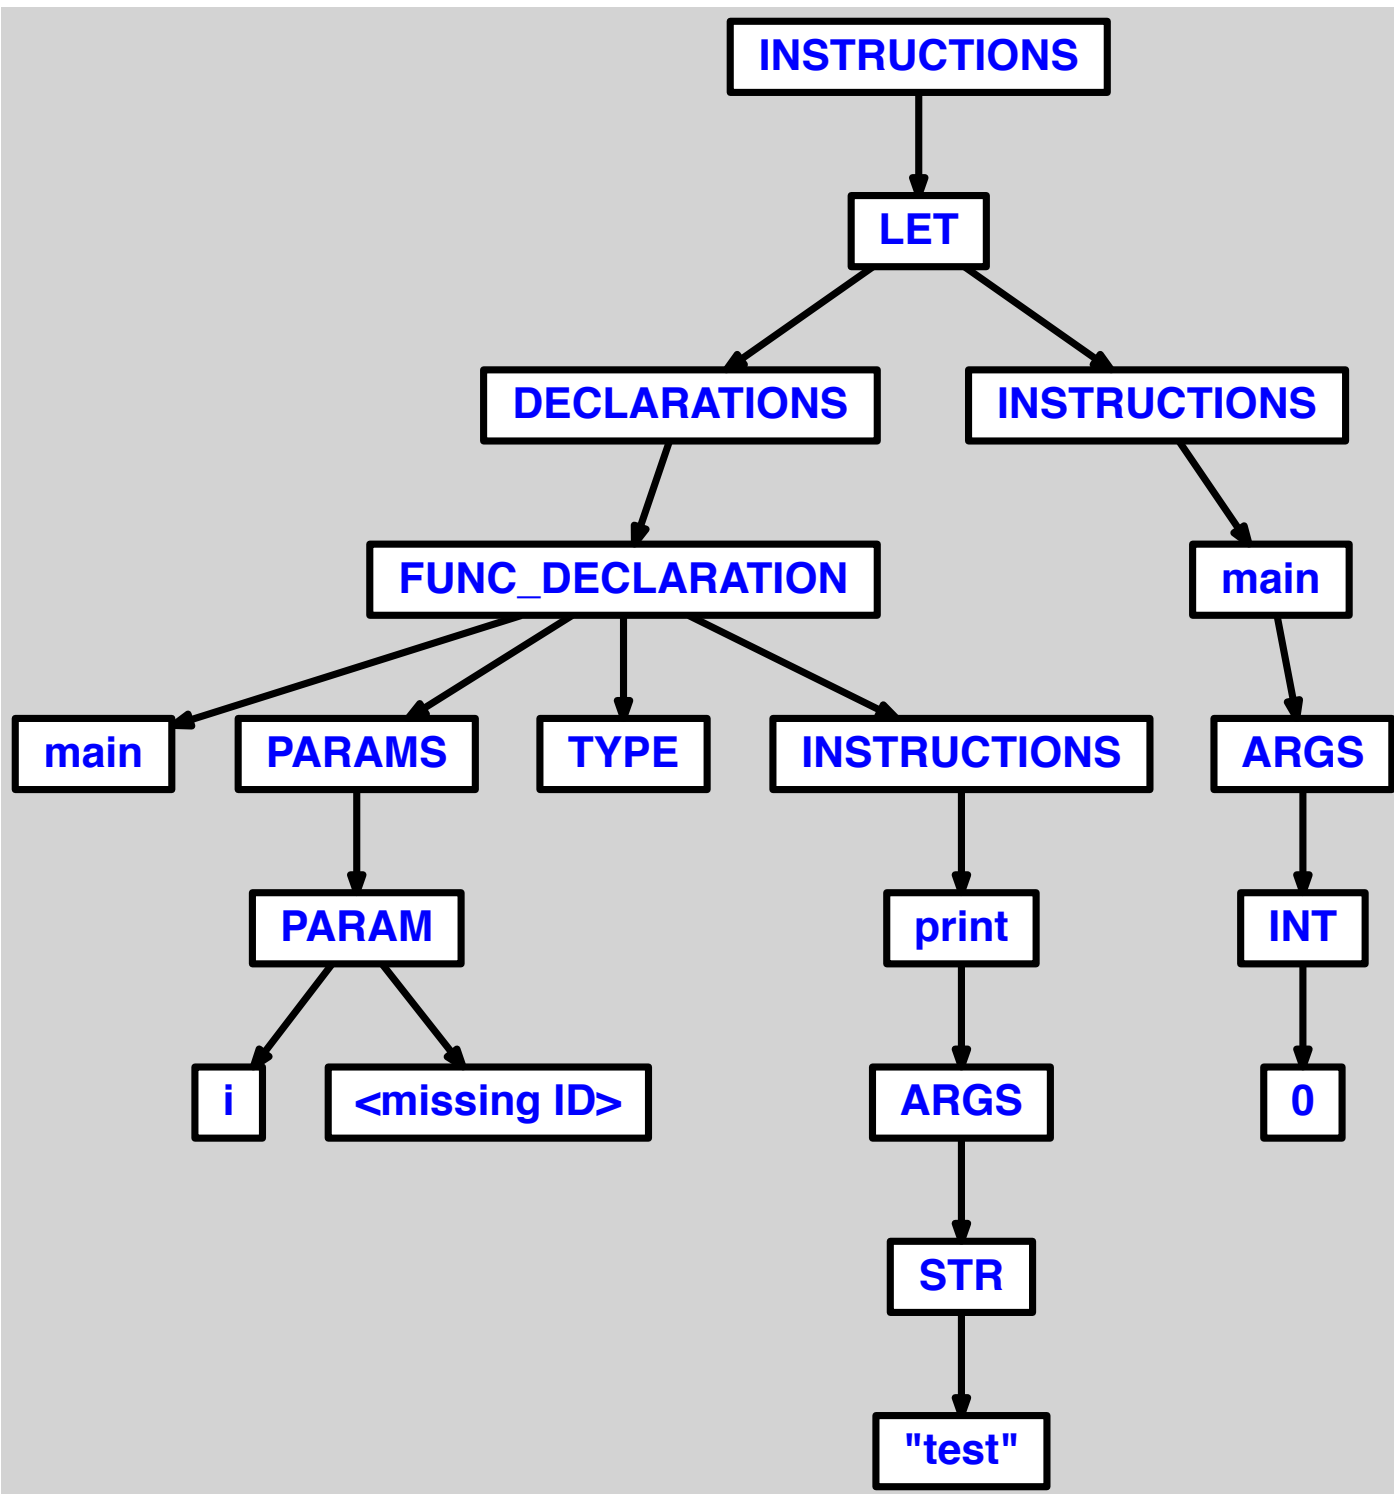 INSTRUCTIONS
LET
DECLARATIONS
INSTRUCTIONS
FUNC_DECLARATION
main
main
PARAMS
TYPE
INSTRUCTIONS
ARGS
PARAM
print
INT
i
<missing ID>
ARGS
0
STR
"test"